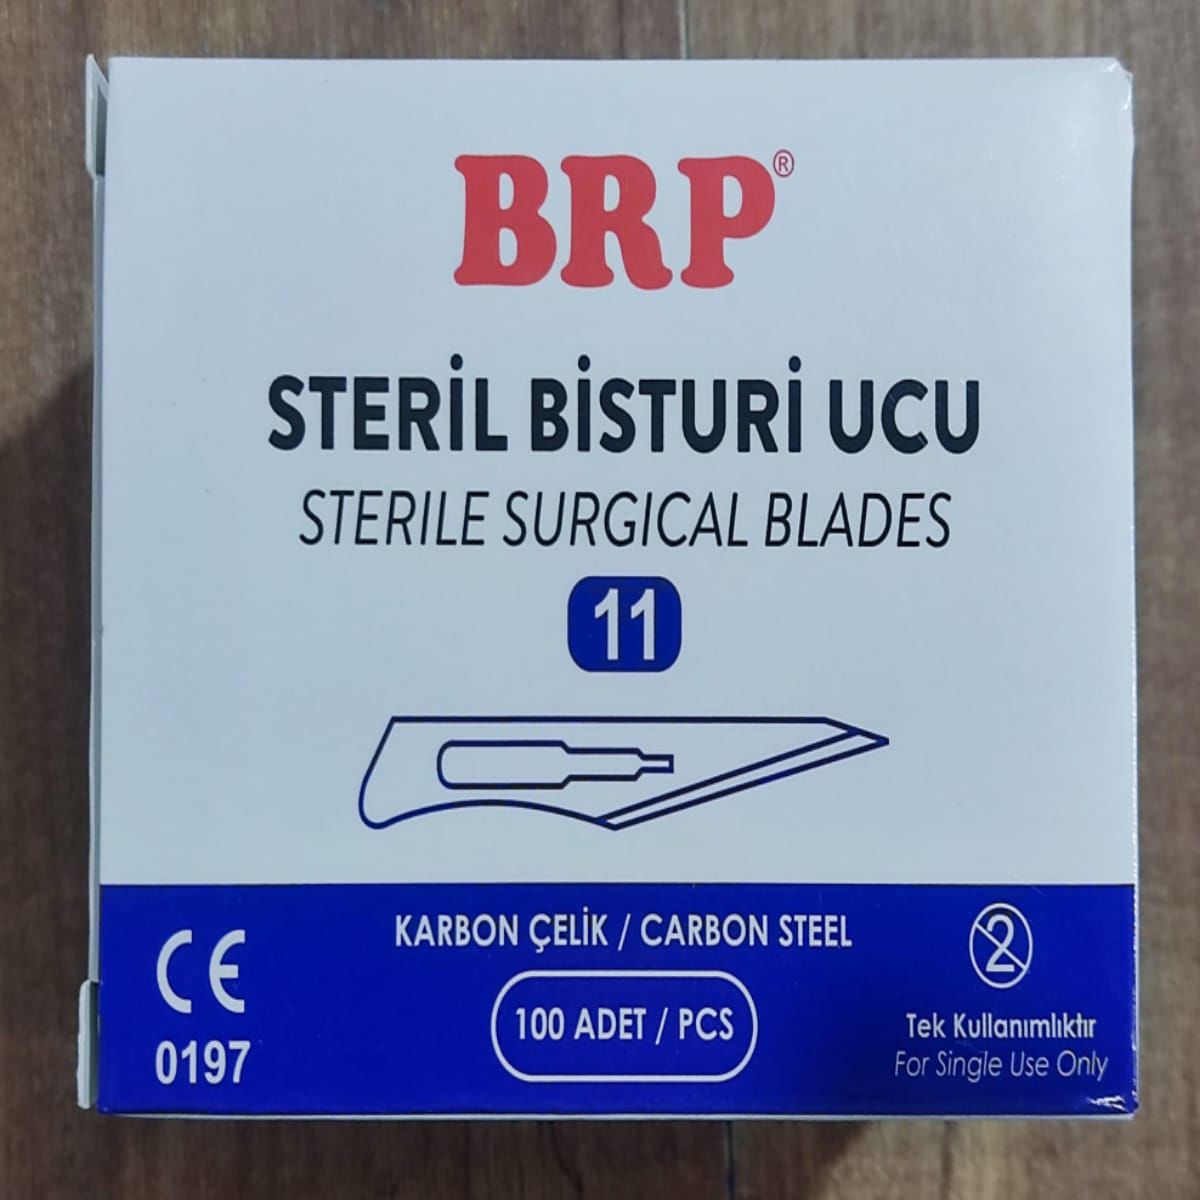 BRP®
STERİL BİSTURİ UCU
STERILE SURGICAL BLADES
11
KARBON ÇELİK / CARBON STEEL
100 ADET / PCS
CE
0197
2
Tek Kullanımlıktır
For Single Use Only